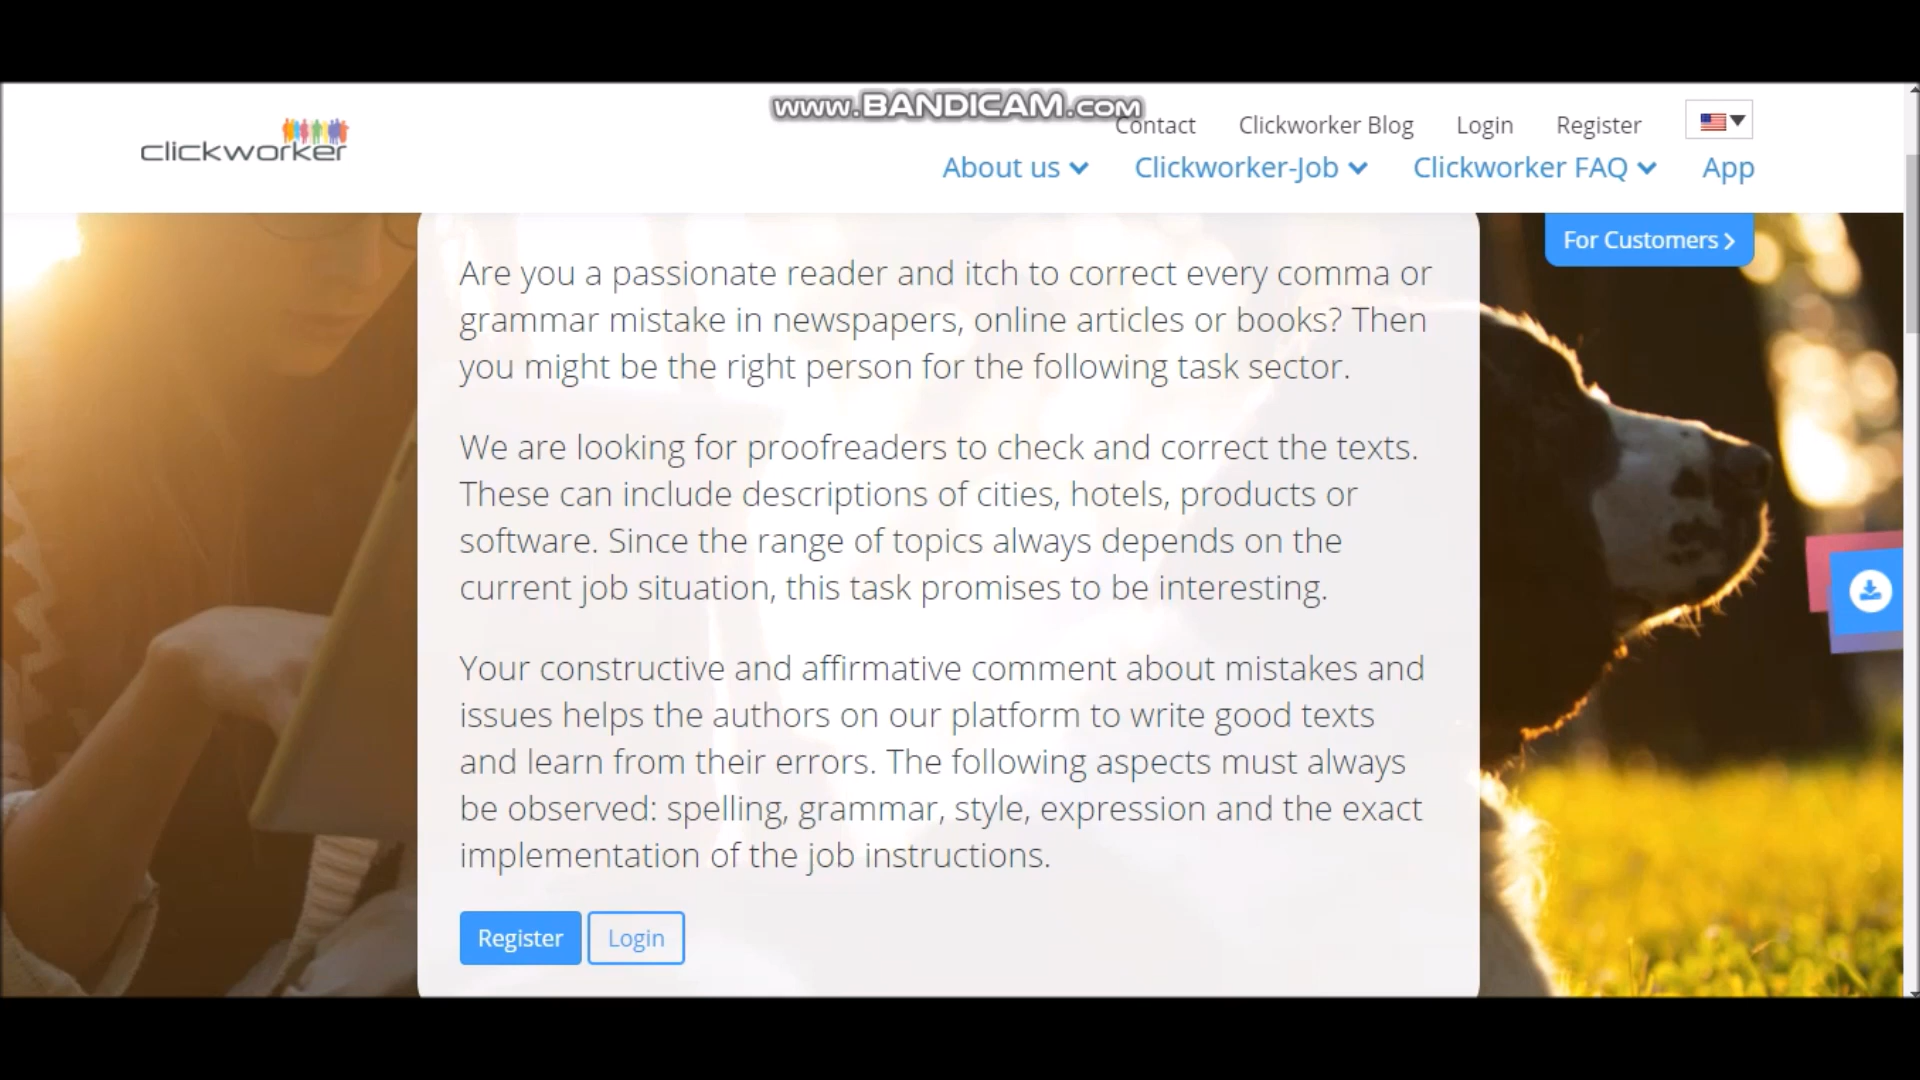 www.BANDICAM.com
clickworker
Contact Clickworker Blog Login Register
About us Clickworker-Job Clickworker FAQ App
For Customers
Are you a passionate reader and itch to correct every comma or
grammar mistake in newspapers, online articles or books? Then
you might be the right person for the following task sector.
We are looking for proofreaders to check and correct the texts.
These can include descriptions of cities, hotels, products or
software. Since the range of topics always depends on the
current job situation, this task promises to be interesting.
Your constructive and affirmative comment about mistakes and
issues helps the authors on our platform to write good texts
and learn from their errors. The following aspects must always
be observed: spelling, grammar, style, expression and the exact
implementation of the job instructions.
Register Login